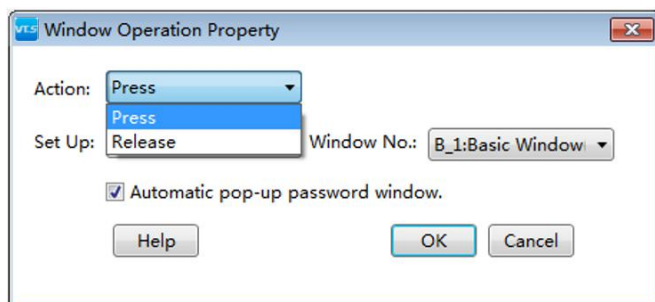 VTS Window Operation Property
Action: Press
Press
Set Up: Release Window No.: B_1:Basic Window
Automatic pop-up password window.
Help OK Cancel